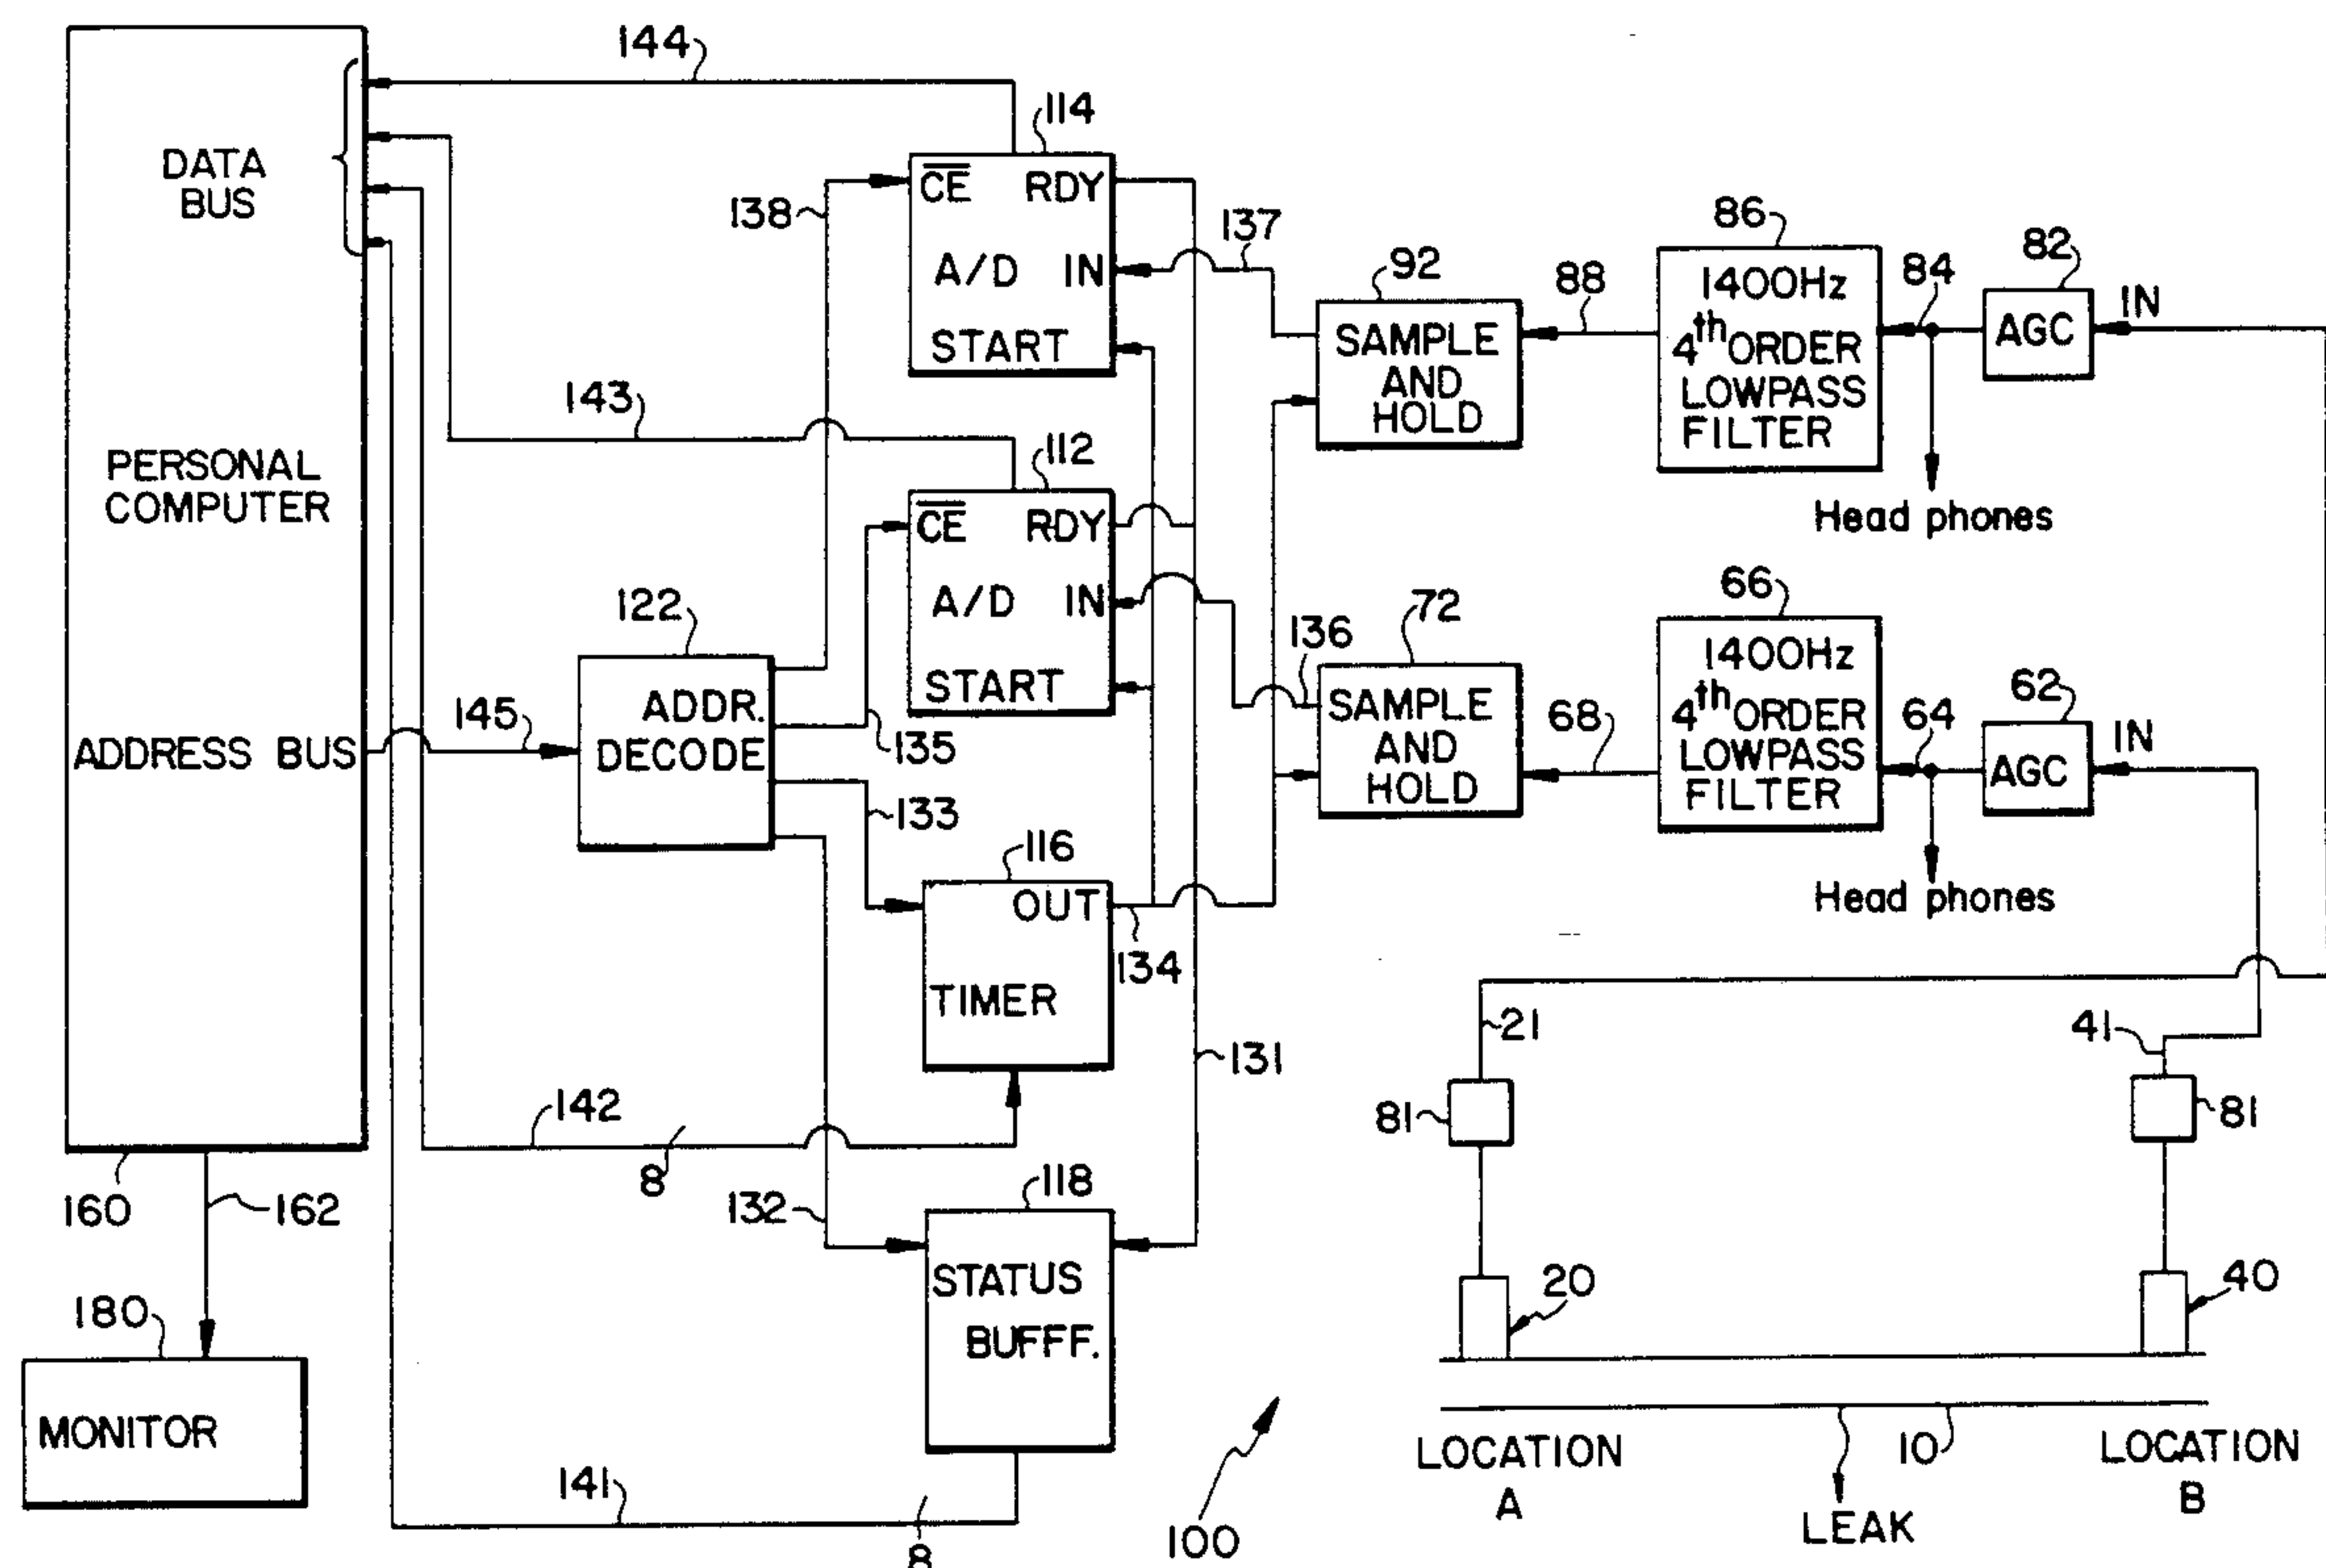 144
114
DATA
BUS
CE RDY
138
A/D IN
START
137
92
SAMPLE
AND
HOLD
88
86
1400Hz
4th ORDER
LOWPASS
FILTER
84
82
AGC
IN
Head phones
143
PERSONAL
COMPUTER
112
CE RDY
A/D IN
START
122
ADDR.
DECODE
135
133
136
72
SAMPLE
AND
HOLD
68
66
1400Hz
4th ORDER
LOWPASS
FILTER
64
62
AGC
IN
Head phones
ADDRESS BUS
145
116
OUT
TIMER
134
131
21
41
81
81
142
8
160
162
132
118
STATUS
BUFFF.
180
MONITOR
20
40
141
8
100
LOCATION
A
10
LEAK
LOCATION
B